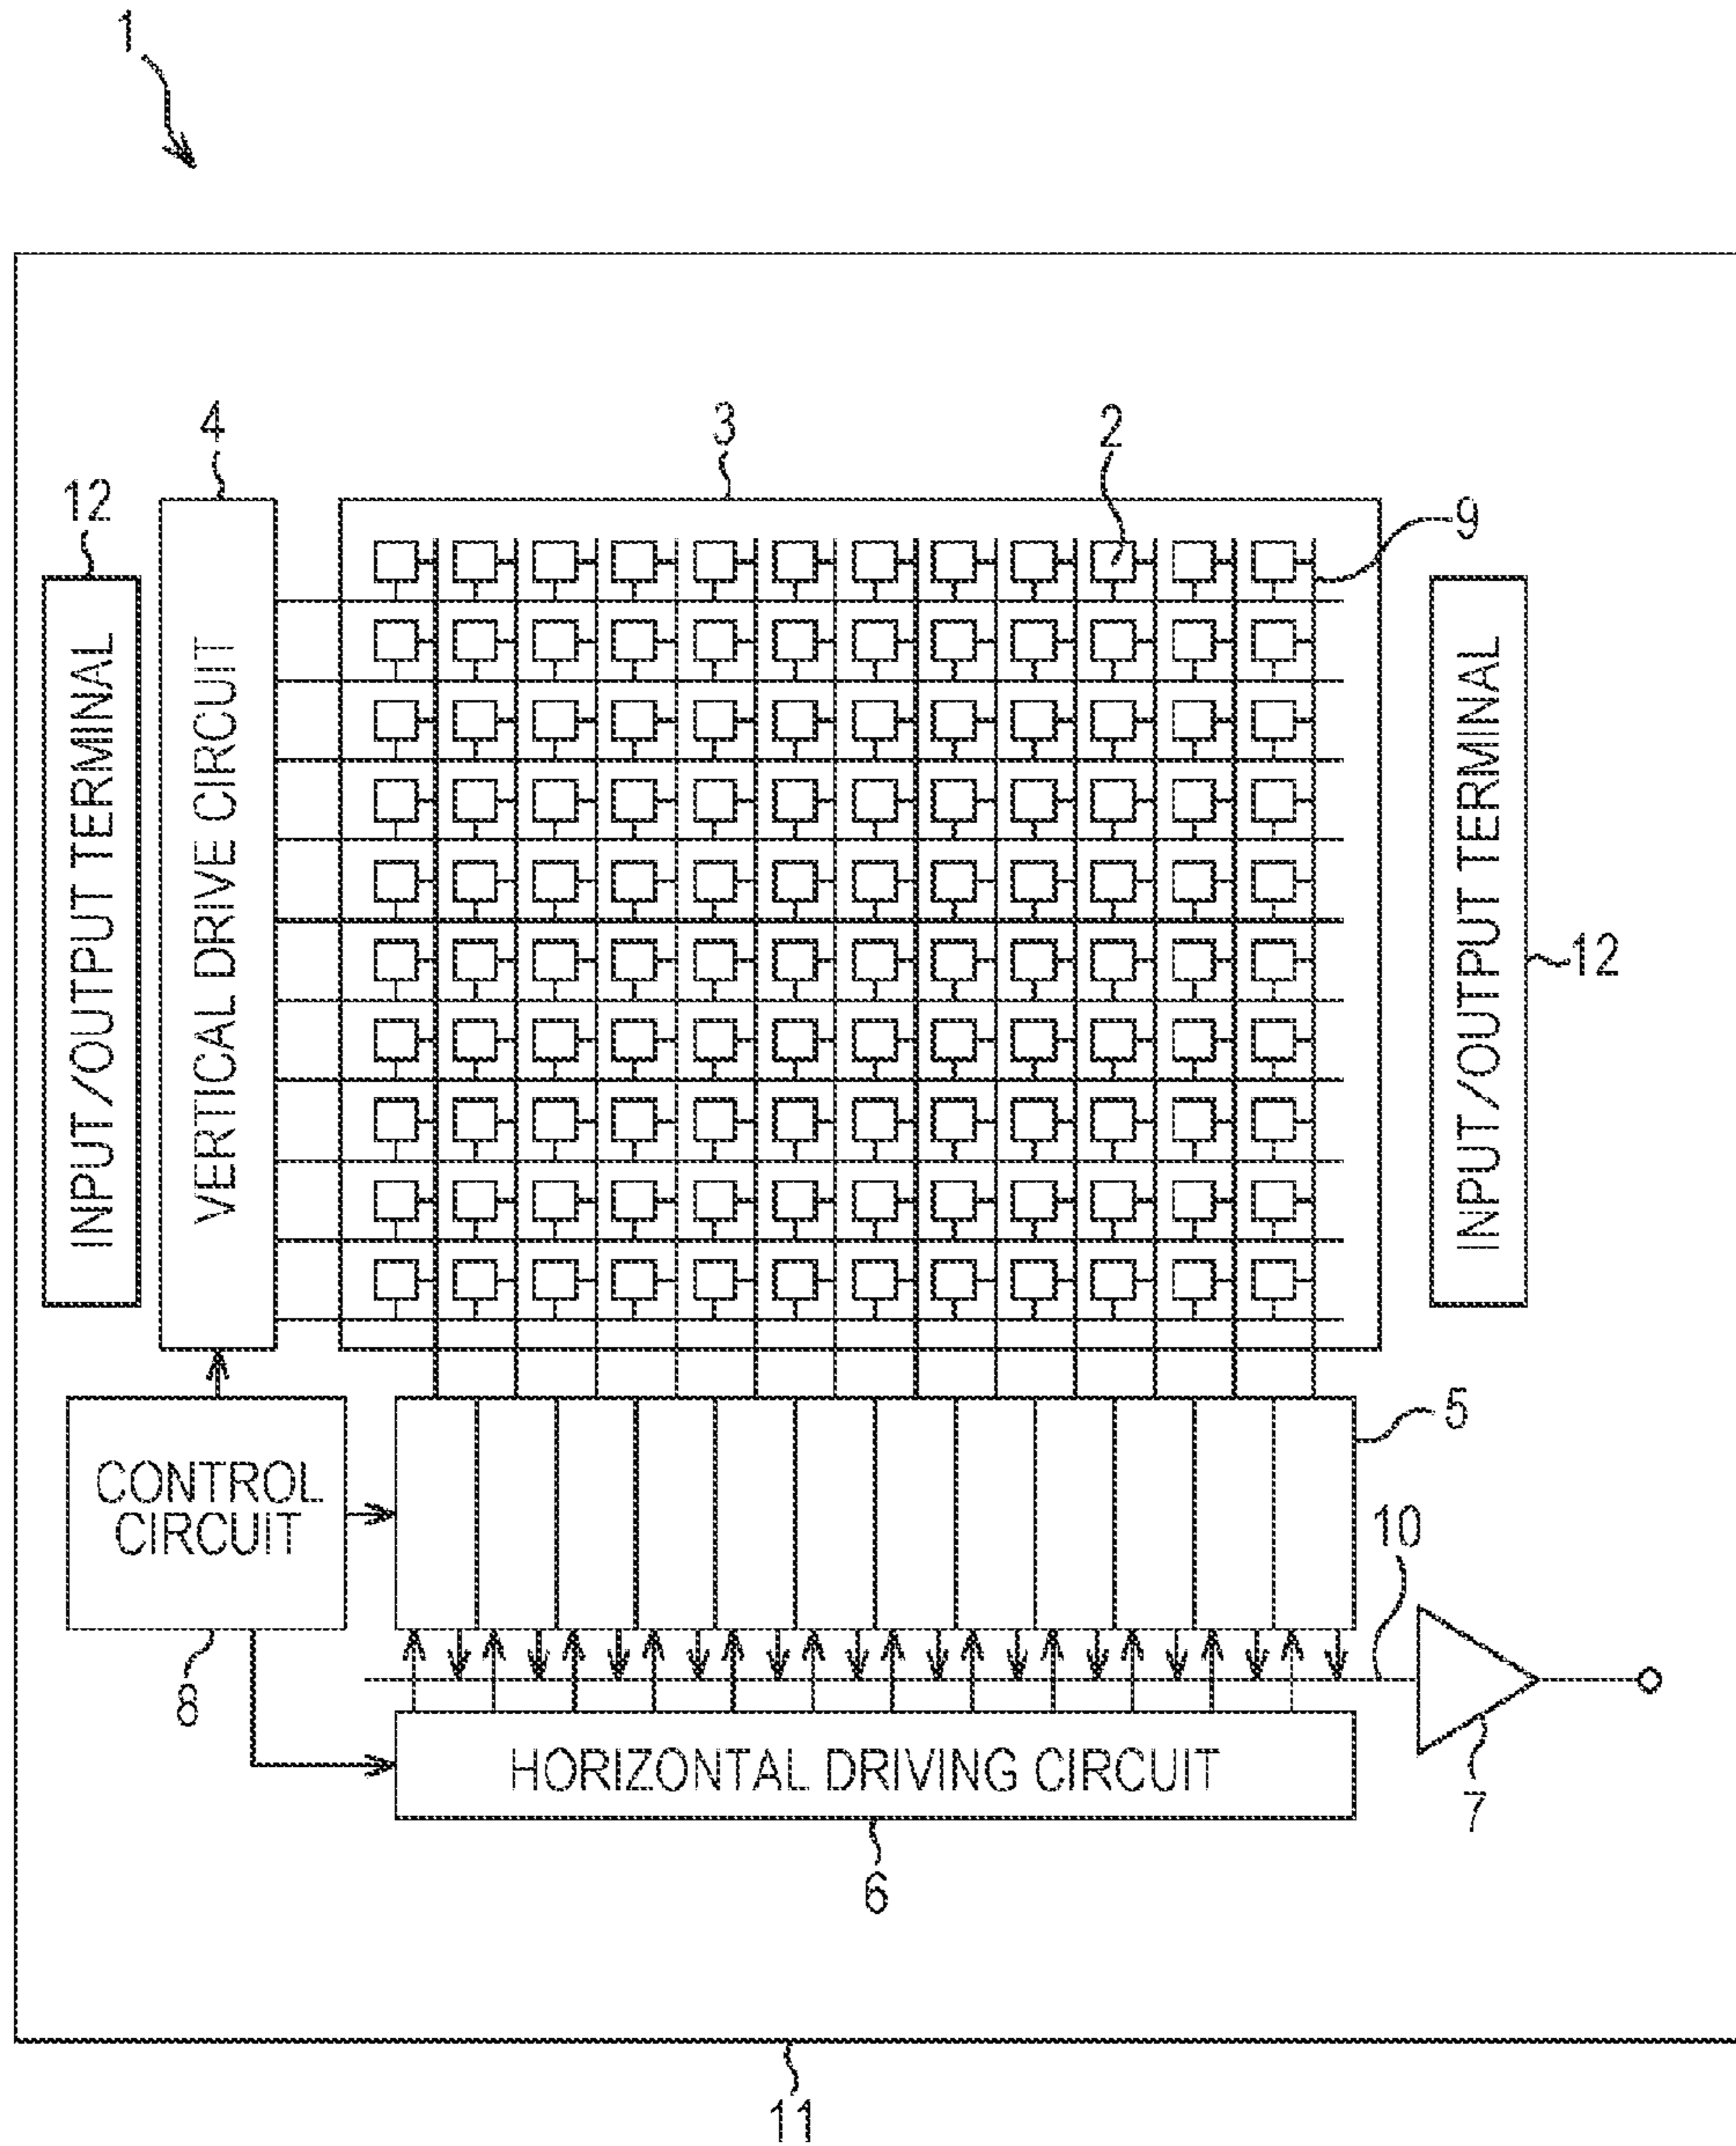 1
4
3
2
12
9
INPUT/OUTPUT TERMINAL
VERTICAL DRIVE CIRCUIT
INPUT/OUTPUT TERMINAL
12
5
CONTROL
CIRCUIT
10
8
HORIZONTAL DRIVING CIRCUIT
7
6
11